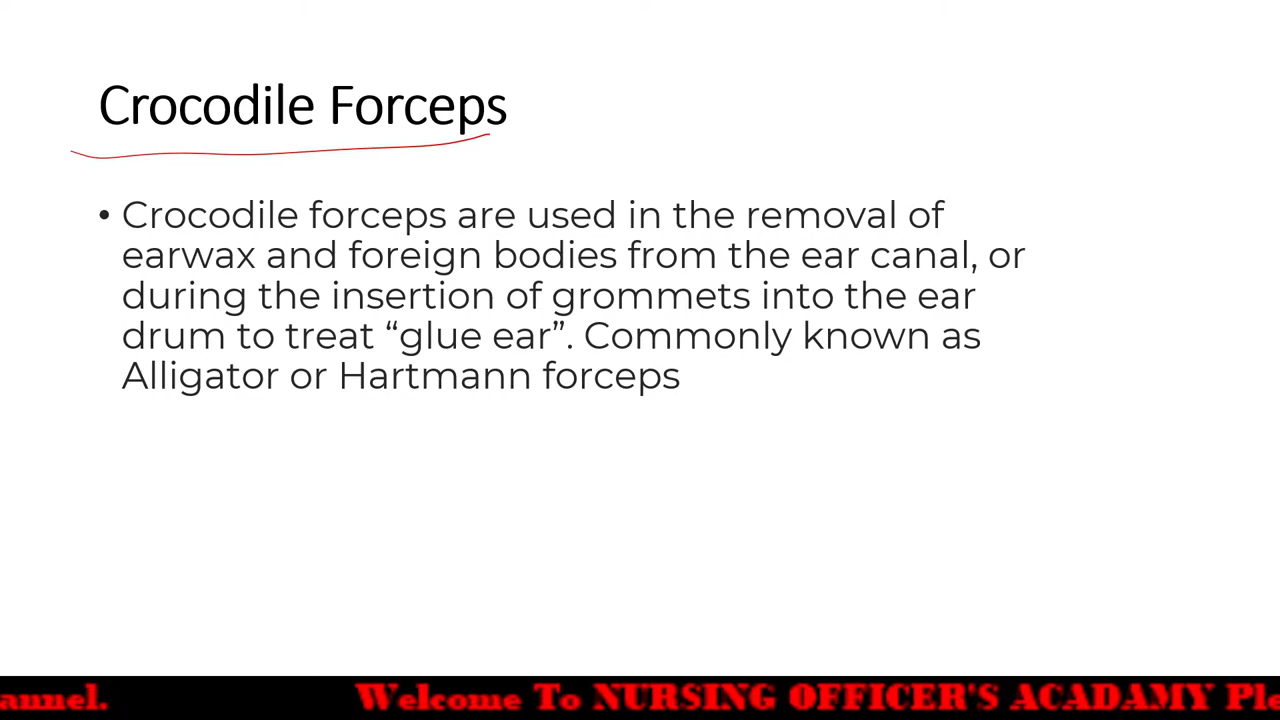 Crocodile Forceps
• Crocodile forceps are used in the removal of
earwax and foreign bodies from the ear canal, or
during the insertion of grommets into the ear
drum to treat “glue ear”. Commonly known as
Alligator or Hartmann forceps
annel. Welcome To NURSING OFFICER'S ACADAMY Ple